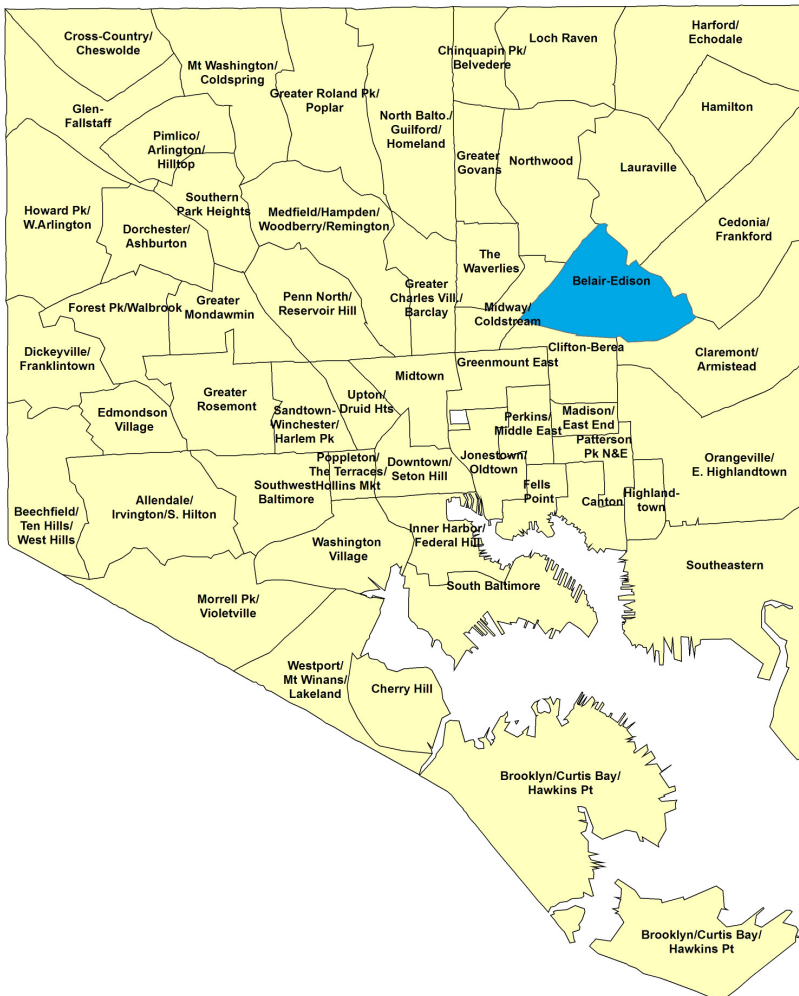 Cross-Country/
Cheswolde
Mt Washington/
Coldspring
Greater Roland Pk/
Poplar
Chinquapin Pk/
Belvedere
Loch Raven
Harford/
Echodale
Glen-
Fallstaff
Pimlico/
Arlington/
Hilltop
North Balto./
Guilford/
Homeland
Greater
Govans
Northwood
Lauraville
Hamilton
Howard Pk/
W.Arlington
Dorchester/
Ashburton
Southern
Park Heights
Medfield/Hampden/
Woodberry/Remington
The
Waverlies
Cedonia/
Frankford
Forest Pk/Walbrook
Greater
Mondawmin
Penn North/
Reservoir Hill
Greater
Charles Vill./
Barclay
Midway/
Coldstream
Belair-Edison
Dickeyville/
Franklintown
Midtown
Greenmount East
Clifton-Berea
Claremont/
Armistead
Edmondson
Village
Greater
Rosemont
Sandtown-
Winchester/
Harlem Pk
Upton/
Druid Hts
Perkins/
Middle East
Madison/
East End
Patterson
Pk N&E
Orangeville/
E. Highlandtown
Beechfield/
Ten Hills/
West Hills
Allendale/
Irvington/S. Hilton
Southwest
Baltimore
Poppleton/
The Terraces/
Hollins Mkt
Downtown/
Seton Hill
Jonestown/
Oldtown
Fells
Point
Canton
Highland-
town
Washington
Village
Inner Harbor/
Federal Hill
South Baltimore
Southeastern
Morrell Pk/
Violetville
Westport/
Mt Winans/
Lakeland
Cherry Hill
Brooklyn/Curtis Bay/
Hawkins Pt
Brooklyn/Curtis Bay/
Hawkins Pt